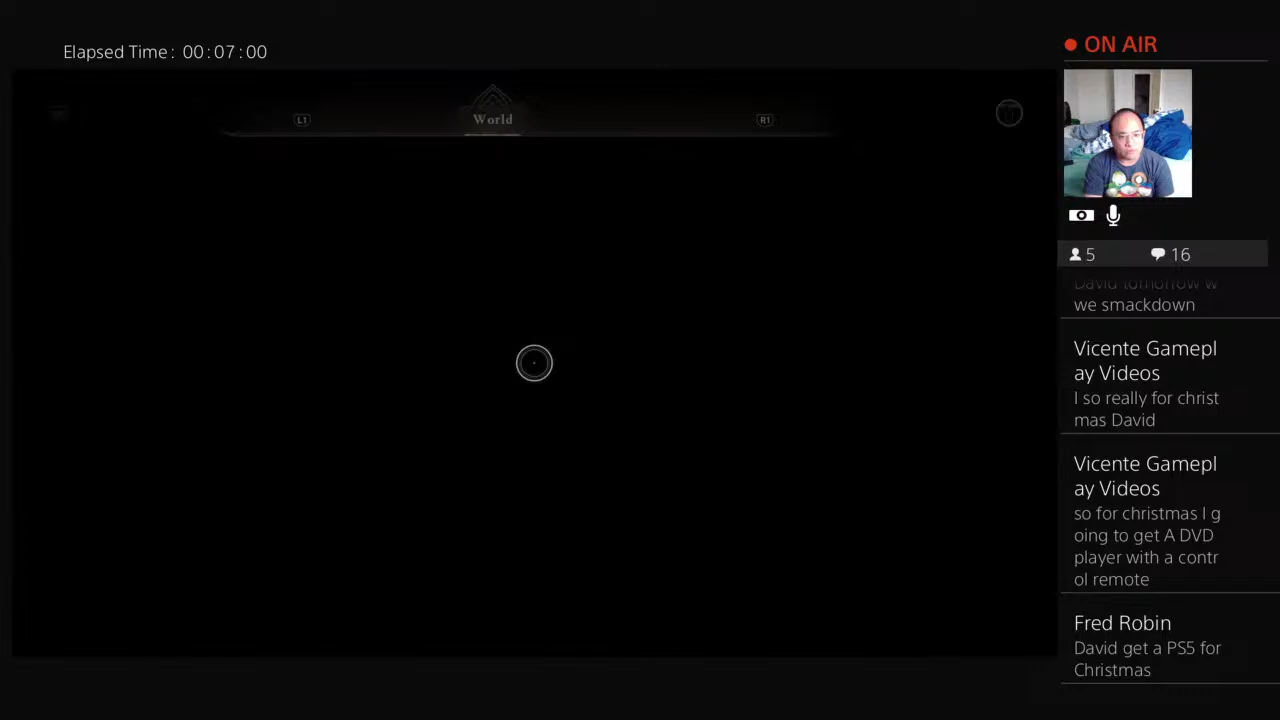 Elapsed Time: 00:07:00
ON AIR
L1
World
R1
5
16
David tomorrow w
we smackdown
Vicente Gamepl
ay Videos
I so really for christ
mas David
Vicente Gamepl
ay Videos
so for christmas I g
oing to get A DVD
player with a contr
ol remote
Fred Robin
David get a PS5 for
Christmas